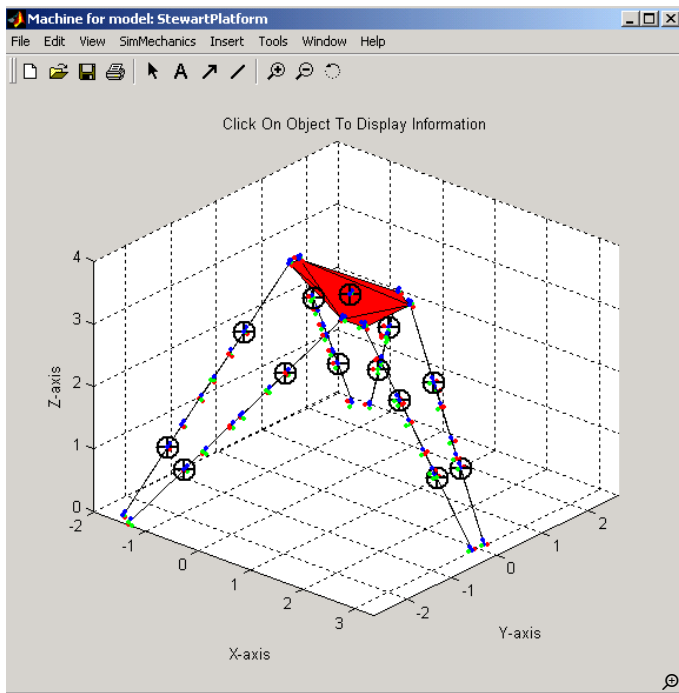 Machine for model: StewartPlatform
File Edit View SimMechanics Insert Tools Window Help
A
Click On Object To Display Information
4
3
2
1
0
Z-axis
-2
-1
0
1
2
3
X-axis
-2
-1
0
1
2
Y-axis